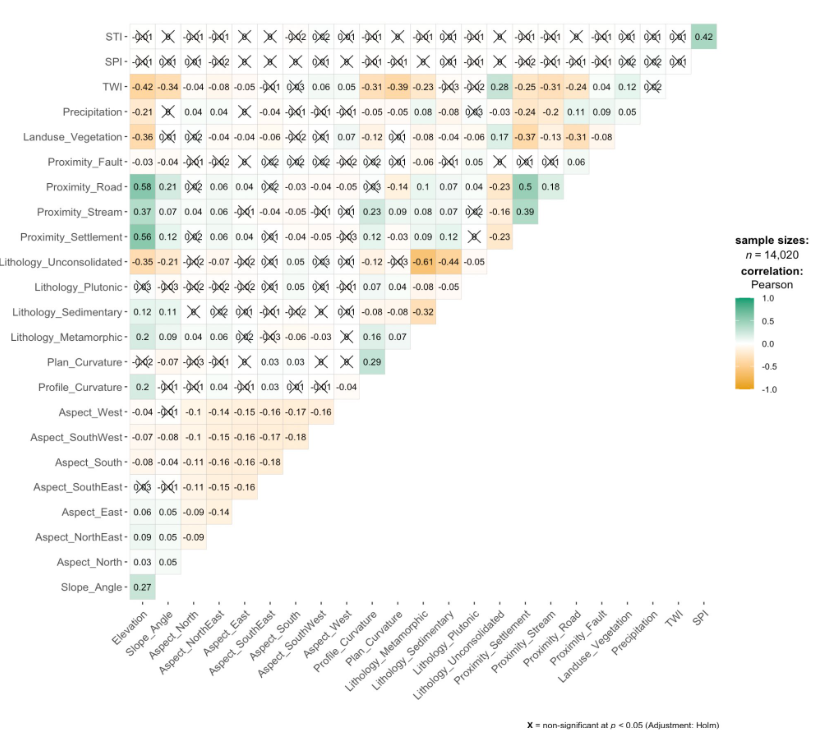 STI -0.01 0 -0.01 -0.01 0 0 -0.02 0.02 0.01 -0.01 0 -0.01 0.01 -0.01 0 -0.01 -0.01 0 -0.01 0.01 0.01 0.01 0.42
SPI -0.01 0.01 0.01 -0.02 0 0 0 0.01 0 -0.01 -0.01 0 0.01 -0.01 0 -0.02 -0.01 -0.01 -0.01 0.02 0.02 0.01
TWI -0.42 -0.34 -0.04 -0.08 -0.05 -0.01 0.03 0.06 0.05 -0.31 -0.39 -0.23 -0.03 -0.02 0.28 -0.25 -0.31 -0.24 0.04 0.12 0.02
Precipitation -0.21 0 0.04 0.04 0 -0.04 -0.01 -0.01 -0.01 -0.05 -0.05 0.08 -0.08 0.03 -0.03 -0.24 -0.2 0.11 0.09 0.05
Landuse_Vegetation -0.36 0.01 0.02 -0.04 -0.04 -0.06 -0.02 0.01 0.07 -0.12 0.01 -0.08 -0.04 -0.06 0.17 -0.37 -0.13 -0.31 -0.08
Proximity_Fault -0.03 -0.04 -0.01 -0.02 0 0.02 0.02 0.02 -0.02 0.02 0.01 -0.06 -0.01 0.05 0 0.01 0.01 0.06
Proximity_Road 0.58 0.21 0.02 0.06 0.04 0.02 -0.03 -0.04 -0.05 0.03 -0.14 0.1 0.07 0.04 -0.23 0.5 0.18
Proximity_Stream 0.37 0.07 0.04 0.06 -0.01 -0.04 -0.05 -0.01 0.01 0.23 0.09 0.08 0.07 0.02 -0.16 0.39
Proximity_Settlement 0.56 0.12 0.02 0.06 0.04 0.01 -0.04 -0.05 -0.03 0.12 -0.03 0.09 0.12 0 -0.23
Lithology_Unconsolidated -0.35 -0.21 -0.02 -0.07 -0.02 0.01 0.05 0.03 0.01 -0.12 -0.03 -0.61 -0.44 -0.05
Lithology_Plutonic 0.03 -0.03 -0.02 -0.02 -0.02 0.01 0.05 0.01 -0.01 0.07 0.04 -0.08 -0.05
Lithology_Sedimentary 0.12 0.11 0 0.02 0.01 -0.01 -0.02 0.01 0.01 -0.08 -0.08 -0.32
Lithology_Metamorphic 0.2 0.09 0.04 0.06 0.02 -0.03 -0.06 -0.03 0 0.16 0.07
Plan_Curvature -0.02 -0.07 -0.03 -0.01 0 0.03 0.03 0 0 0.29
Profile_Curvature 0.2 -0.01 -0.01 0.04 -0.01 0.03 0.01 -0.01 -0.04
Aspect_West -0.04 -0.01 -0.1 -0.14 -0.15 -0.16 -0.17 -0.16
Aspect_SouthWest -0.07 -0.08 -0.1 -0.15 -0.16 -0.17 -0.18
Aspect_South -0.08 -0.04 -0.11 -0.16 -0.16 -0.18
Aspect_SouthEast 0.03 -0.01 -0.11 -0.15 -0.16
Aspect_East 0.06 0.05 -0.09 -0.14
Aspect_NorthEast 0.09 0.05 -0.09
Aspect_North 0.03 0.05
Slope_Angle 0.27
Elevation
Slope_Angle
Aspect_North
Aspect_NorthEast
Aspect_East
Aspect_SouthEast
Aspect_South
Aspect_SouthWest
Aspect_West
Profile_Curvature
Plan_Curvature
Lithology_Metamorphic
Lithology_Sedimentary
Lithology_Plutonic
Lithology_Unconsolidated
Proximity_Settlement
Proximity_Stream
Proximity_Road
Proximity_Fault
Landuse_Vegetation
Precipitation
TWI
SPI
sample sizes:
n = 14,020
correlation:
Pearson
1.0
0.5
0.0
-0.5
-1.0
X = non-significant at p < 0.05 (Adjustment: Holm)